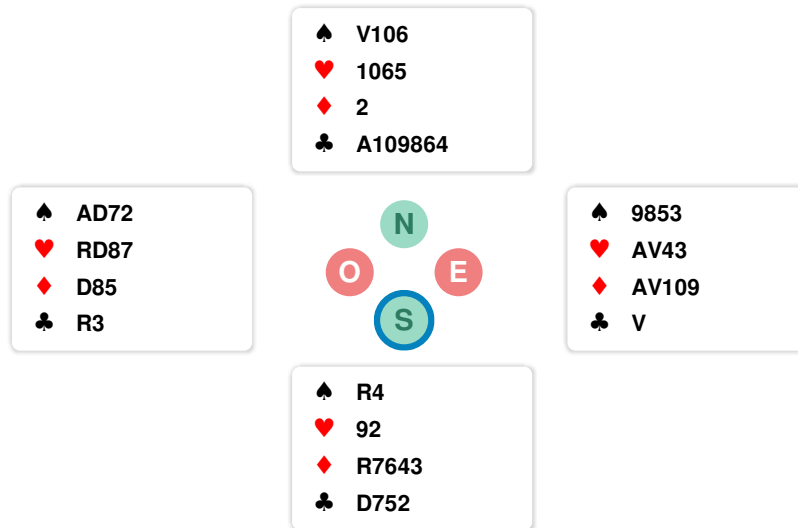 ♠ V106
♥ 1065
♦ 2
♣ A109864
♠ AD72
♥ RD87
♦ D85
♣ R3
N
O E
S
♠ 9853
♥ AV43
♦ AV109
♣ V
♠ R4
♥ 92
♦ R7643
♣ D752